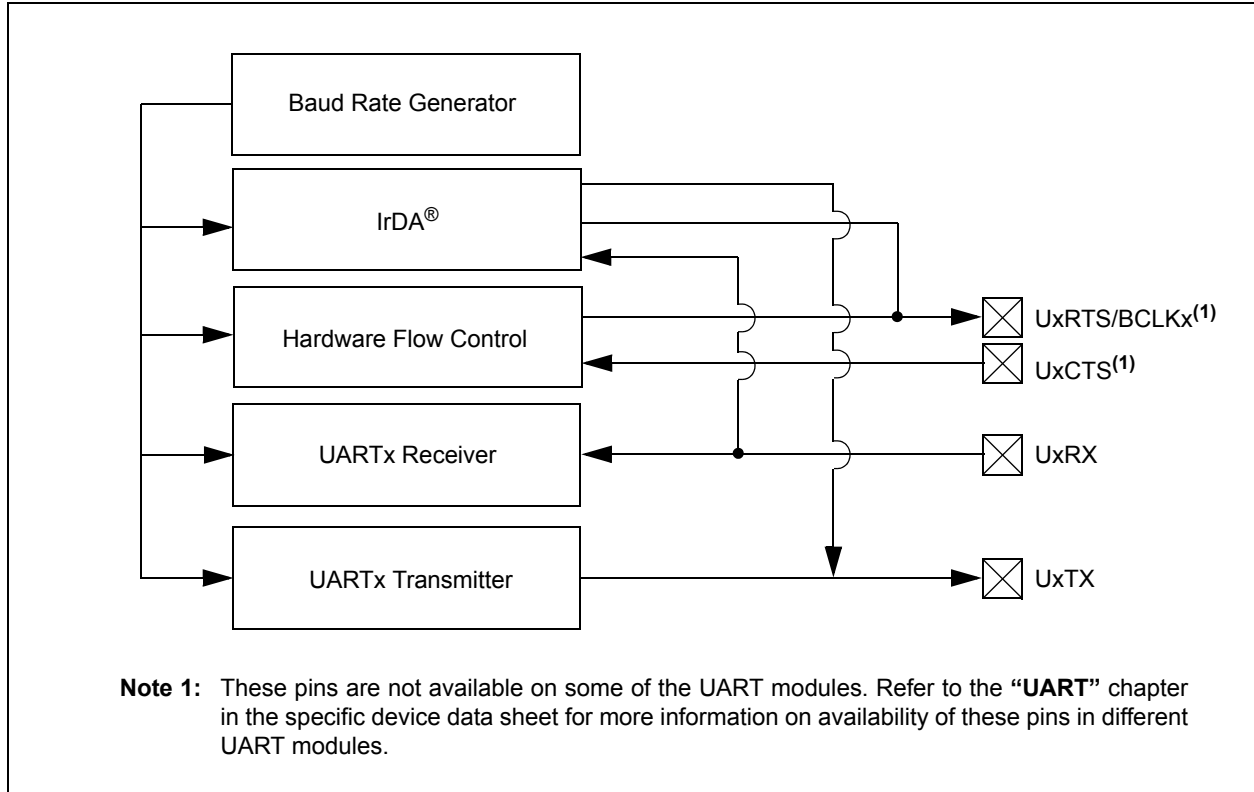 Baud Rate Generator
IrDA®
Hardware Flow Control
UARTx Receiver
UARTx Transmitter
UxRTS/BCLKx(1)
UxCTS(1)
UxRX
UxTX
Note 1: These pins are not available on some of the UART modules. Refer to the “UART” chapter
in the specific device data sheet for more information on availability of these pins in different
UART modules.